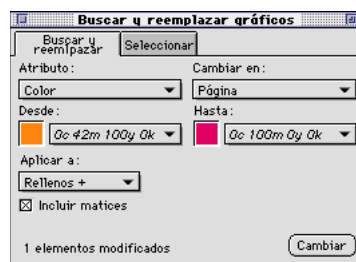 Buscar y reemplazar gráficos
Buscar y
reemlpazar
Seleccionar
Atributo:
Cambiar en:
Color
Página
Desde:
Hasta:
0c 42m 100y 0k
0c 100m 0y 0k
Aplicar a:
Rellenos +
Incluir matices
1 elementos modificados
Cambiar